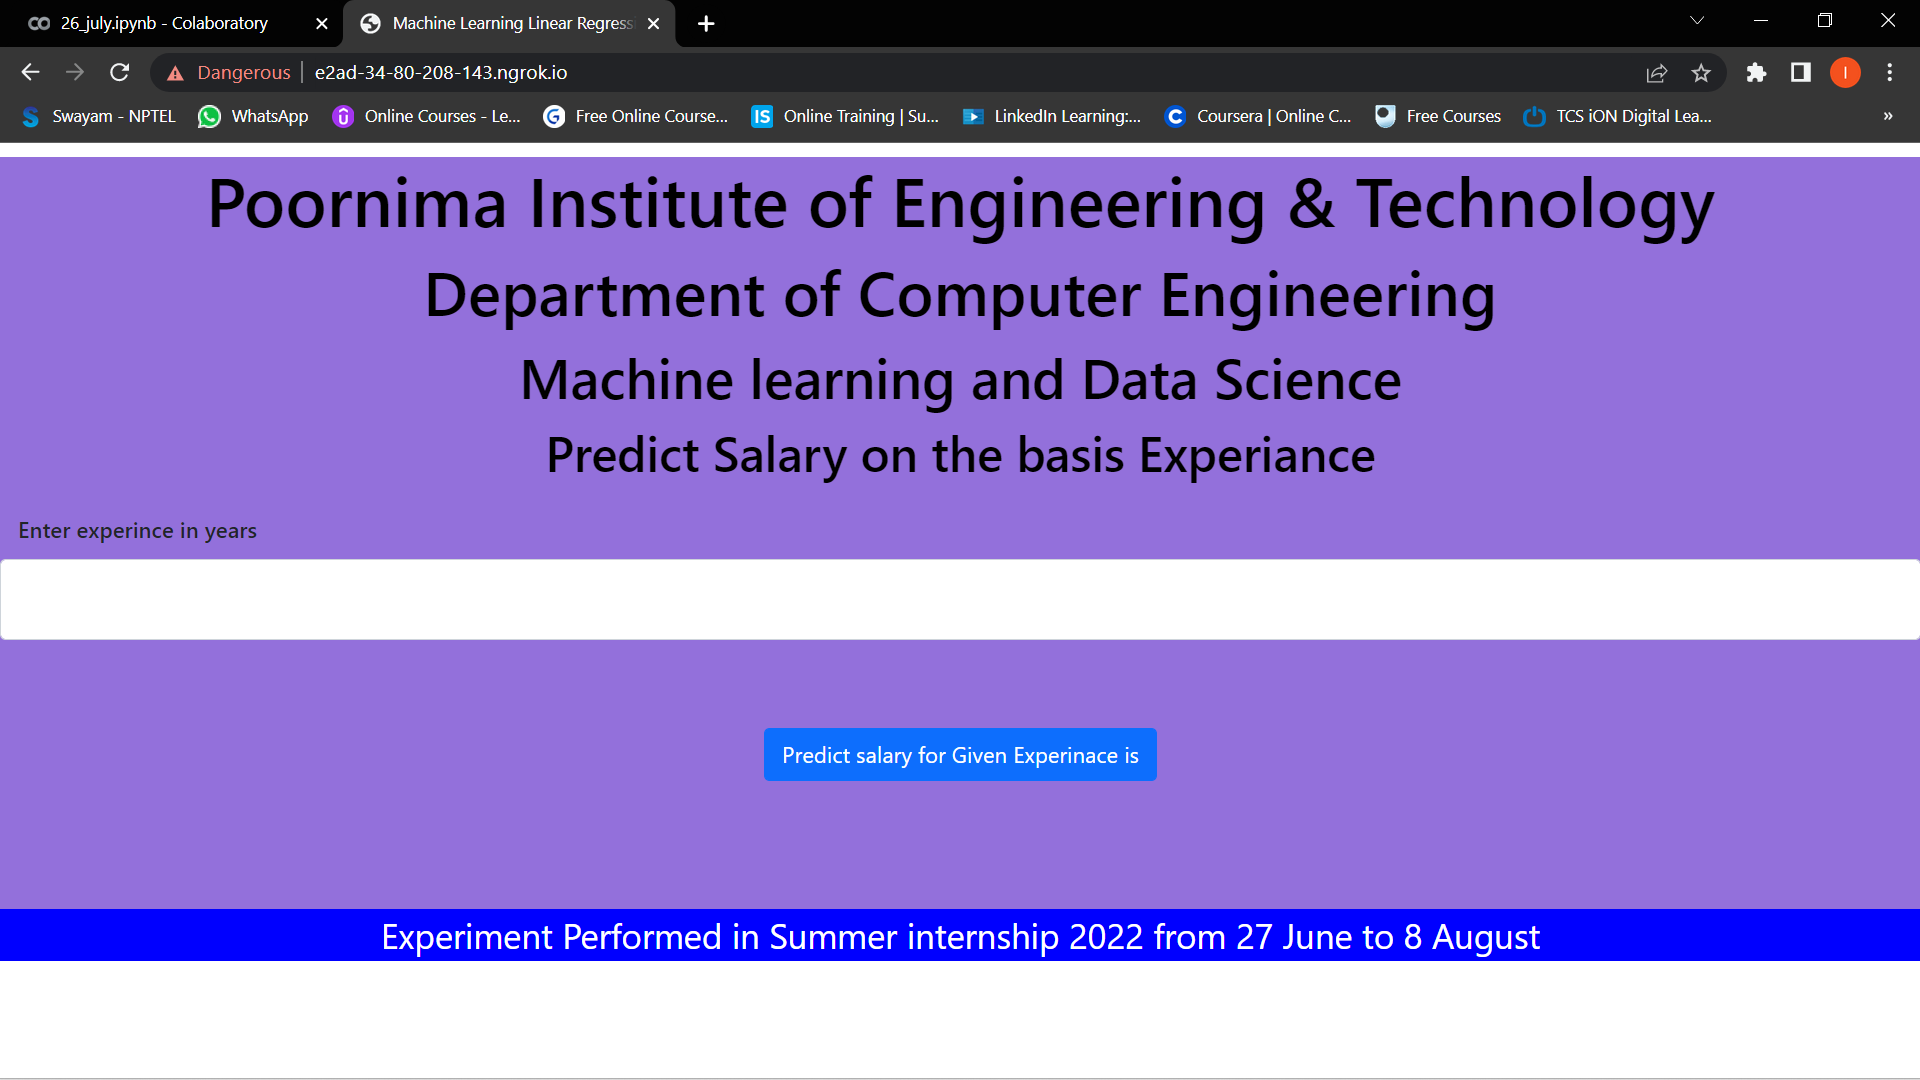 26_july.ipynb - Colaboratory
Machine Learning Linear Regress
Dangerous
e2ad-34-80-208-143.ngrok.io
I
Swayam - NPTEL
WhatsApp
Online Courses - Le...
G
Free Online Course...
IS
Online Training | Su...
LinkedIn Learning:...
C
Coursera | Online C...
Free Courses
TCS iON Digital Lea...
»
Poornima Institute of Engineering & Technology
Department of Computer Engineering
Machine learning and Data Science
Predict Salary on the basis Experiance
Enter experince in years
Predict salary for Given Experinace is
Experiment Performed in Summer internship 2022 from 27 June to 8 August